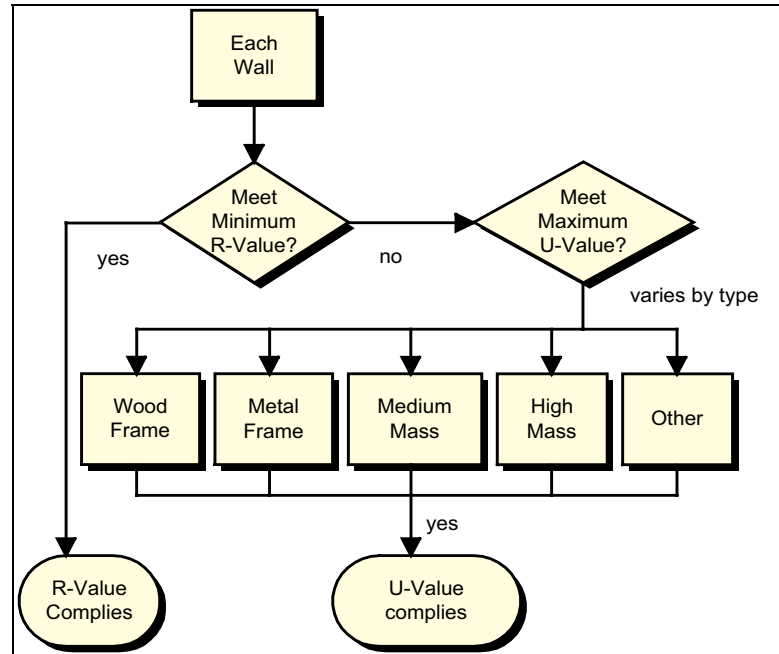 Each
Wall
Meet
Minimum
R-Value?
Meet
Maximum
U-Value?
yes
no
varies by type
Wood
Frame
Metal
Frame
Medium
Mass
High
Mass
Other
yes
R-Value
Complies
U-Value
complies